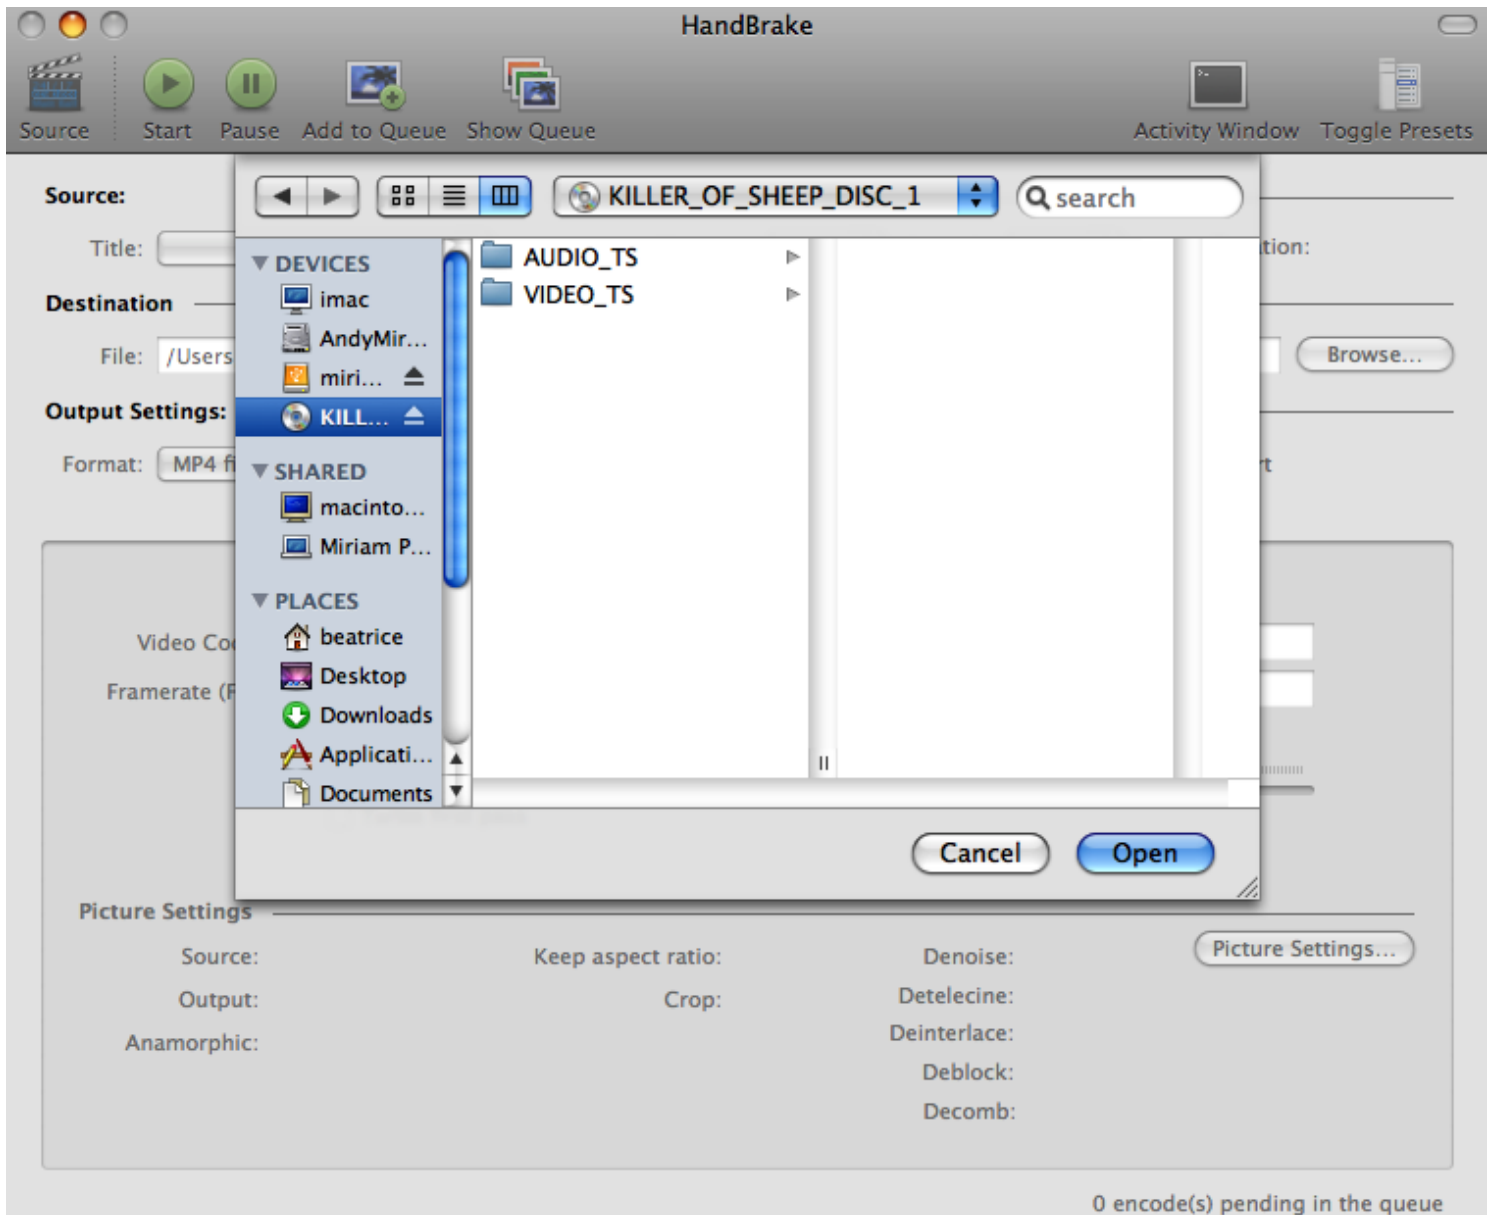 HandBrake
Source Start Pause Add to Queue Show Queue Activity Window Toggle Presets
KILLER_OF_SHEEP_DISC_1 search
Source:
Title:
ation:
Destination
File: /Users
Browse...
Output Settings:
Format: MP4 fi
rt
DEVICES
imac
AndyMir...
miri...
KILL...
SHARED
macinto...
Miriam P...
PLACES
beatrice
Desktop
Downloads
Applicati...
Documents
AUDIO_TS
VIDEO_TS
Video Co
Framerate (F
Cancel Open
Picture Settings
Source: Keep aspect ratio: Denoise: Picture Settings...
Output: Crop: Detelecine:
Anamorphic: Deinterlace:
Deblock:
Decomb:
0 encode(s) pending in the queue